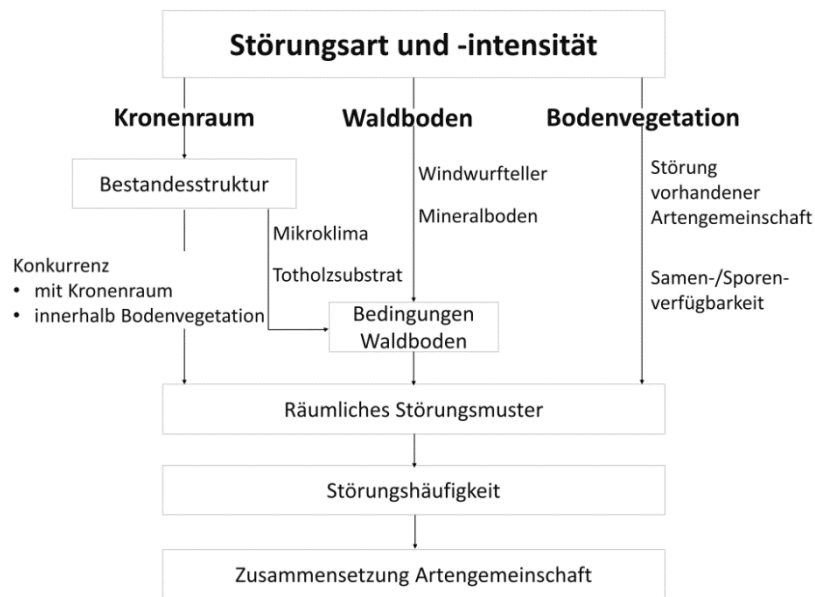 Störungsart und -intensität
Kronenraum
Waldboden
Bodenvegetation
Bestandesstruktur
Windwurfteller
Mineralboden
Störung
vorhandener
Artengemeinschaft
Mikroklima
Totholzsubstrat
Konkurrenz
• mit Kronenraum
• innerhalb Bodenvegetation
Samen-/Sporen-
verfügbarkeit
Bedingungen
Waldboden
Räumliches Störungsmuster
Störungshäufigkeit
Zusammensetzung Artengemeinschaft